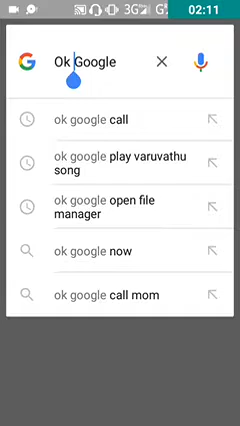 3G G 02:11
Ok Google
ok google call
ok google play varuvathu
song
ok google open file
manager
ok google now
ok google call mom